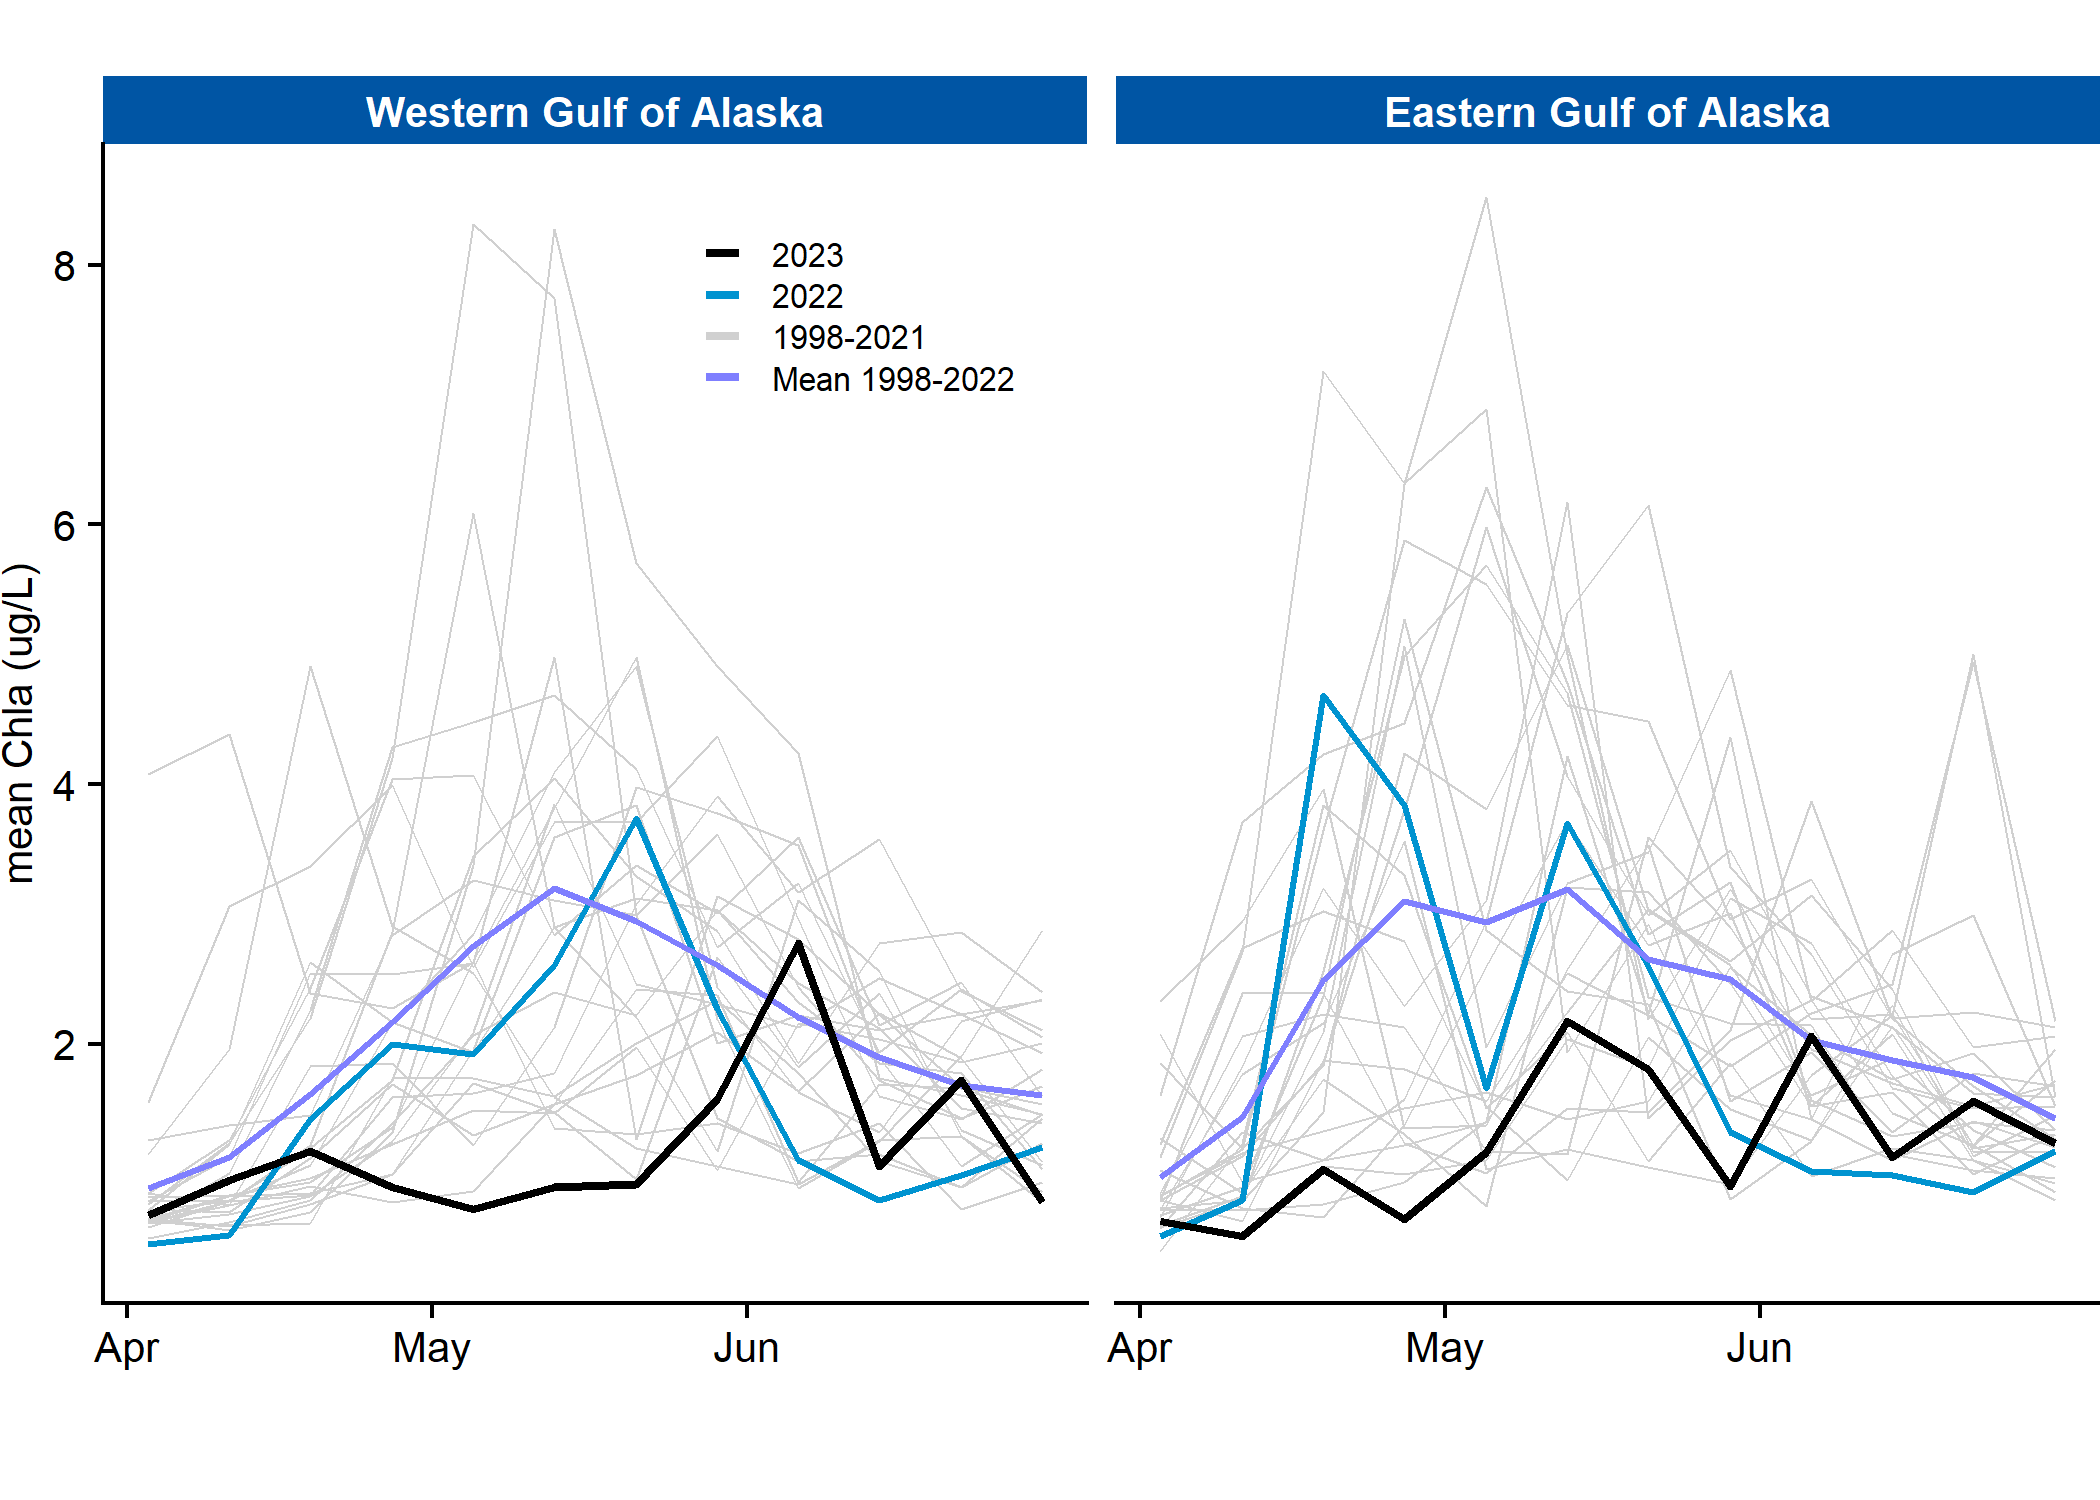 Western Gulf of Alaska
Eastern Gulf of Alaska
mean Chla (ug/L)
8
6
4
2
2023
2022
1998-2021
Mean 1998-2022
Apr
May
Jun
Apr
May
Jun